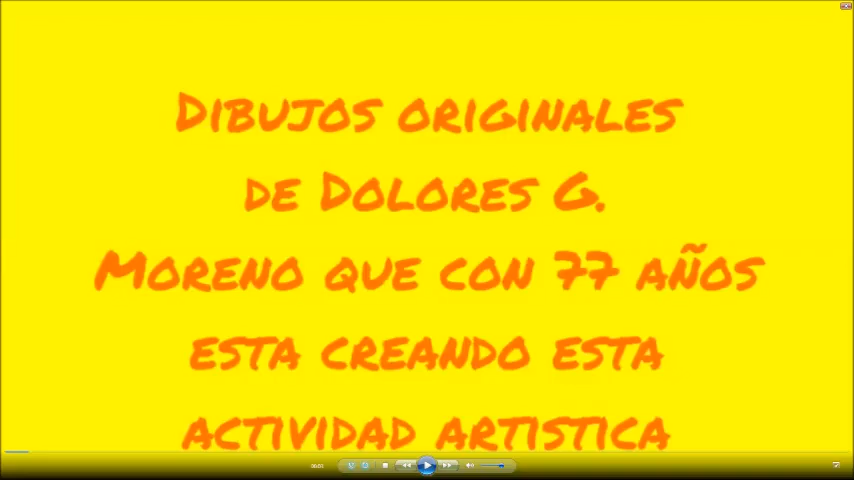 Dibujos originales
de Dolores G.
Moreno que con 77 años
esta creando esta
actividad artistica